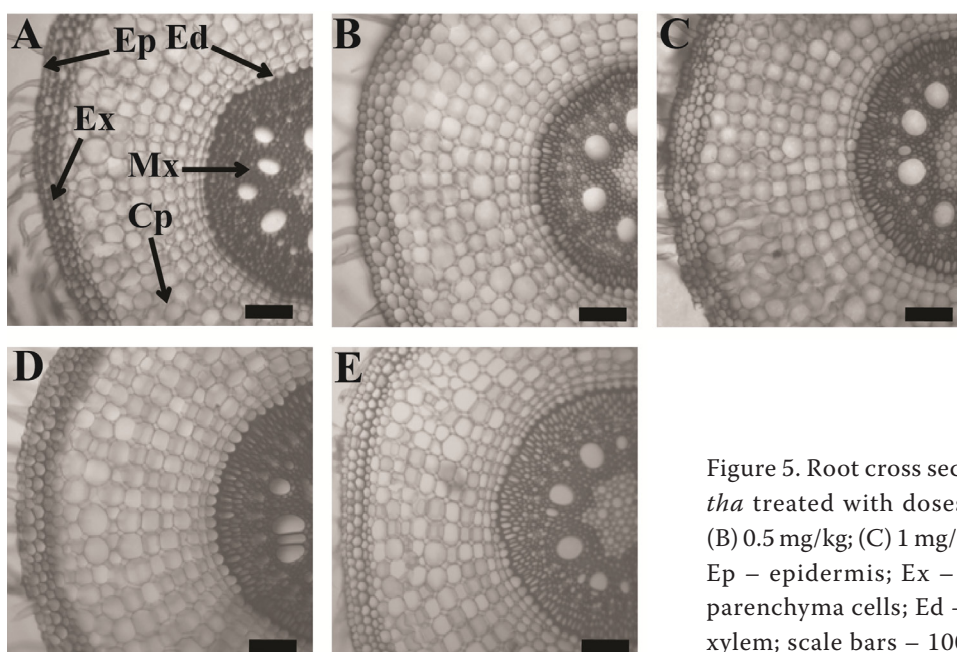 A
Ep Ed
Ex
Mx
Cp
B
C
D
E
Figure 5. Root cross sec
tha treated with doses
(B) 0.5 mg/kg; (C) 1 mg/
Ep – epidermis; Ex –
parenchyma cells; Ed -
xylem; scale bars – 100